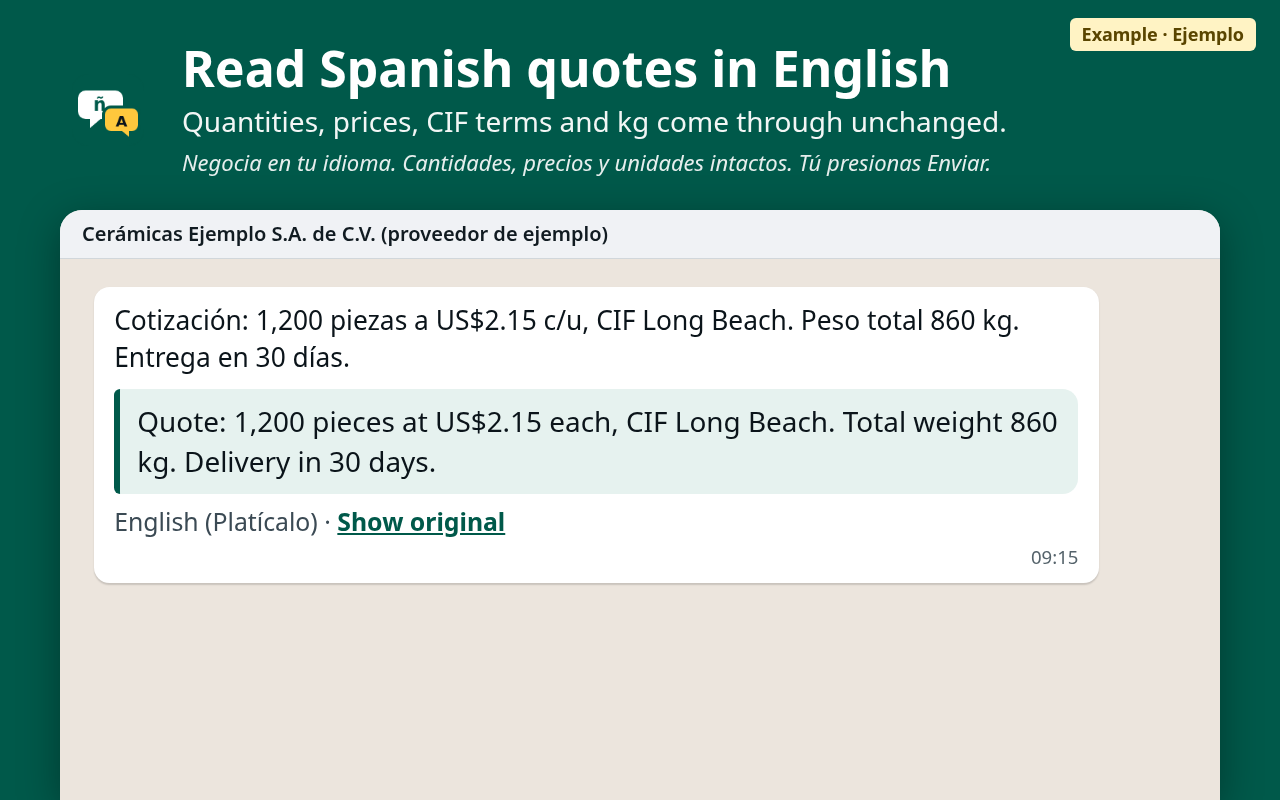 Example · Ejemplo
Read Spanish quotes in English
Quantities, prices, CIF terms and kg come through unchanged.
Negocia en tu idioma. Cantidades, precios y unidades intactos. Tú presionas Enviar.
ñ
A
Cerámicas Ejemplo S.A. de C.V. (proveedor de ejemplo)
Cotización: 1,200 piezas a US$2.15 c/u, CIF Long Beach. Peso total 860 kg.
Entrega en 30 días.
Quote: 1,200 pieces at US$2.15 each, CIF Long Beach. Total weight 860
kg. Delivery in 30 days.
English (Platícalo) · Show original
09:15